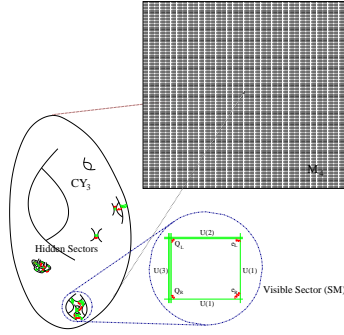 M4
CY3
Hidden Sectors
U(2)
QL
eL
U(3)
U(1)
QR
eR
U(1)
Visible Sector (SM)